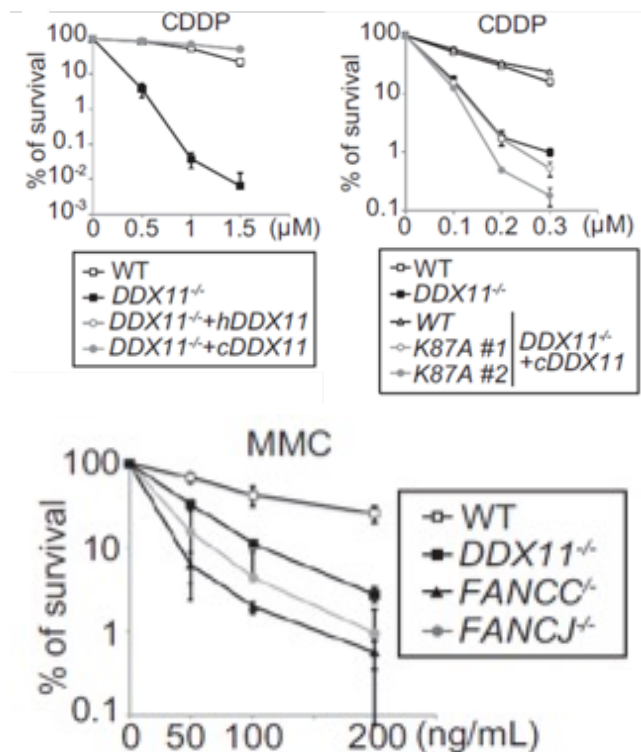 CDDP
% of survival
100
10
1
0.1
10-2
10-3
0 0.5 1 1.5 (μM)
WT
DDX11-/-
DDX11-/-+hDDX11
DDX11-/-+cDDX11
CDDP
% of survival
100
10
1
0.1
0 0.1 0.2 0.3 (μM)
WT
DDX11-/-
WT
K87A #1
K87A #2
DDX11-/-
+cDDX11
MMC
% of survival
100
10
1
0.1
0 50 100 200 (ng/mL)
WT
DDX11-/-
FANCC-/-
FANCJ-/-